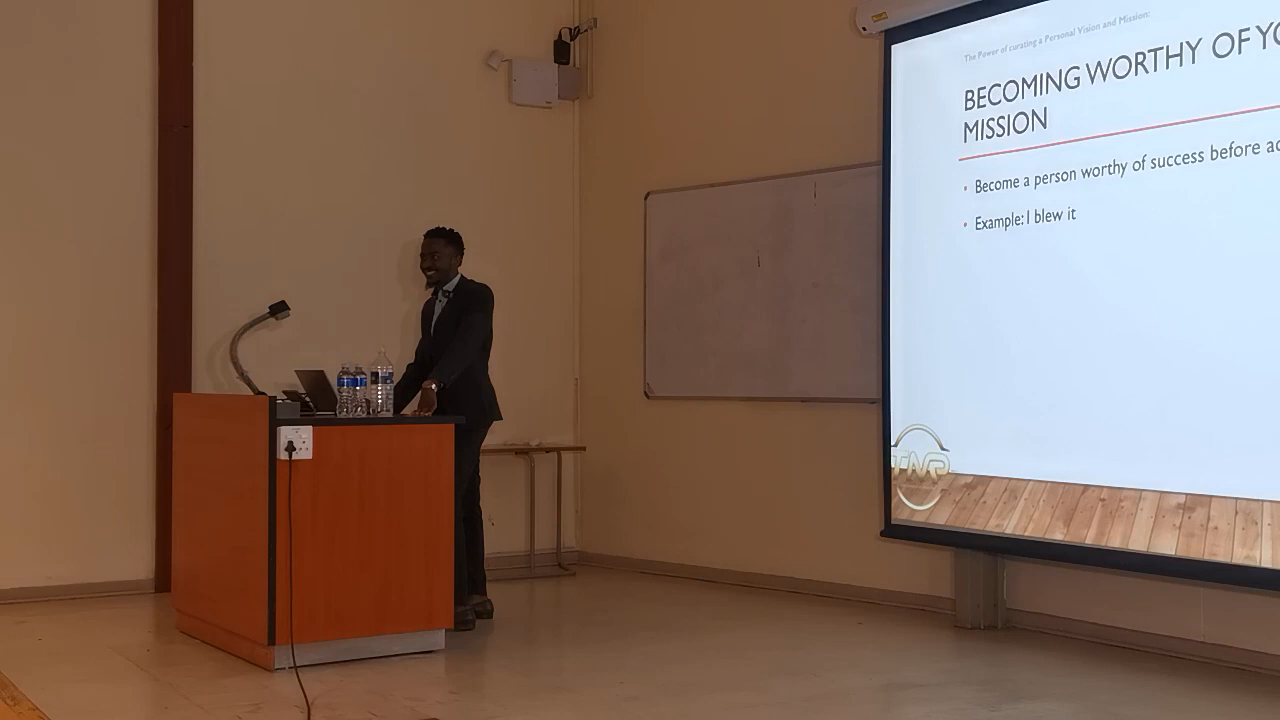 The Power of curating a Personal Vision and Mission:
BECOMING WORTHY OF YO
MISSION
• Become a person worthy of success before ac
• Example: I blew it
TMP